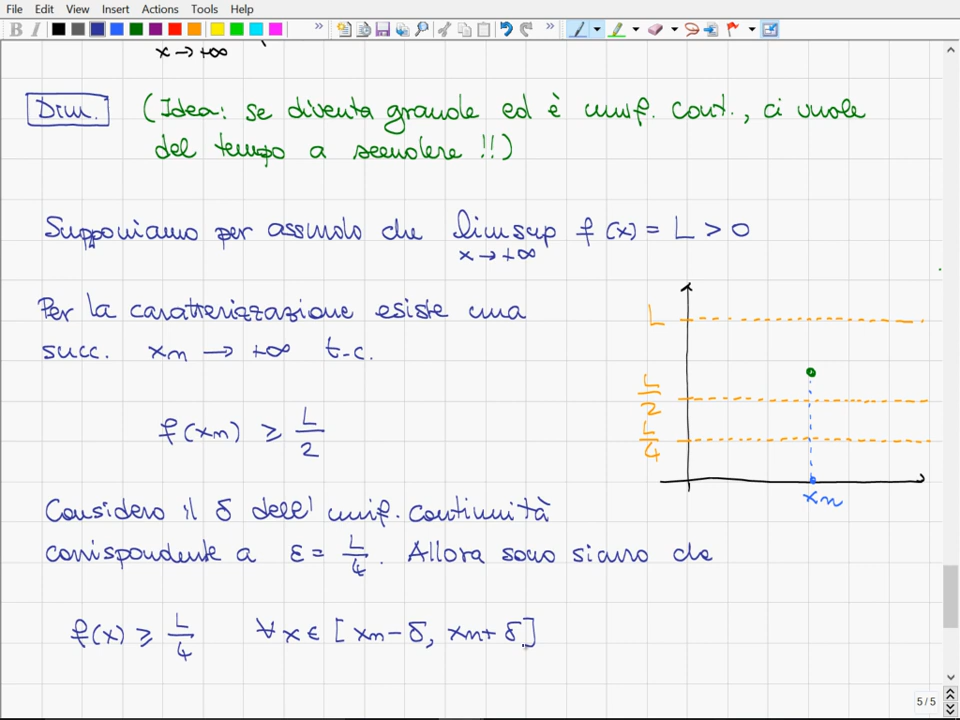 File Edit View Insert Actions Tools Help
B I
x → +∞
Dim. (Idea: se diventa grande ed è unif. cont., ci vuole
del tempo a scendere !!)
Supponiamo per assurdo che limsup f(x) = L > 0
x → +∞
Per la caratterizzazione esiste una
succ. xn → +∞ t.c.
f(xn) ≥ L/2
L
L/2
L/4
xn
Considero il δ dell' unif. continuità
corrispondente a ε = L/4. Allora sono sicuro che
f(x) ≥ L/4 ∀ x ∈ [xn - δ, xn + δ]
5 / 5